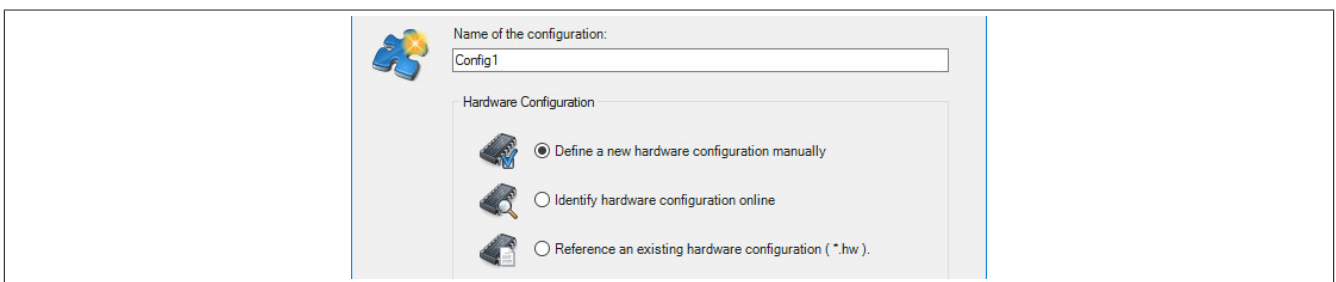 Name of the configuration:
Config1
Hardware Configuration
Define a new hardware configuration manually
Identify hardware configuration online
Reference an existing hardware configuration ( *.hw ).